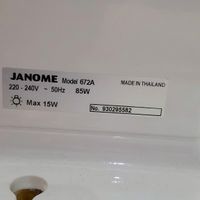 JANOME Model 672A MADE IN THAILAND
220 - 240V ~ 50Hz 85W
Max 15W No. 930295582